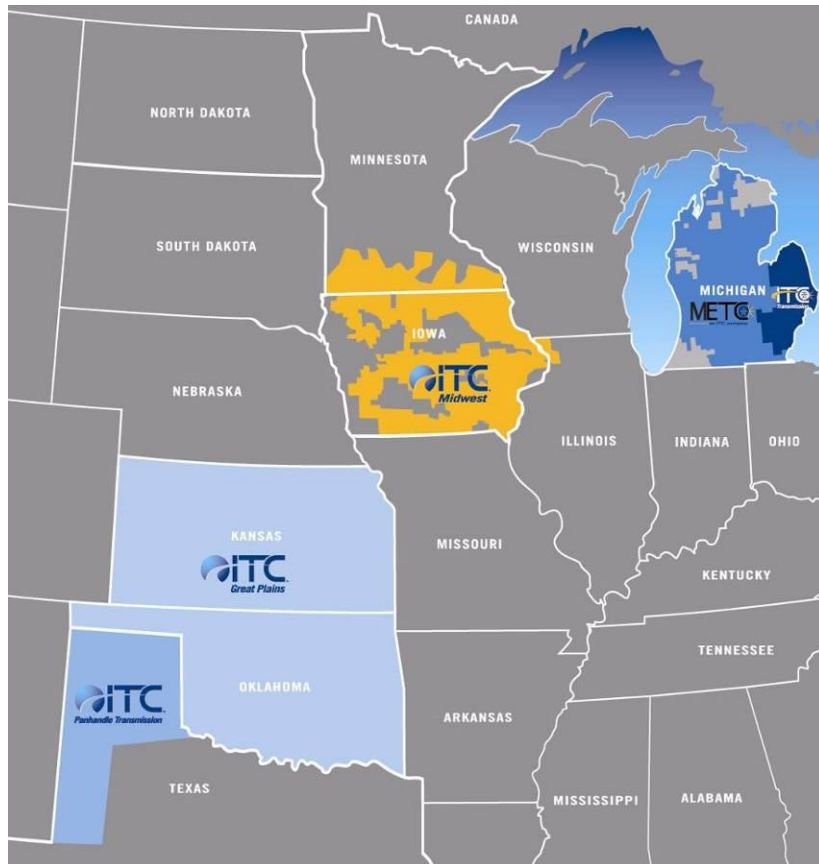 CANADA
NORTH DAKOTA
MINNESOTA
SOUTH DAKOTA
WISCONSIN
MICHIGAN
METC
ITC
Transmission
IOWA
ITC
Midwest
NEBRASKA
ILLINOIS
INDIANA
OHIO
KANSAS
ITC
Great Plains
MISSOURI
KENTUCKY
TENNESSEE
OKLAHOMA
ITC
Panhandle Transmission
ARKANSAS
TEXAS
MISSISSIPPI
ALABAMA